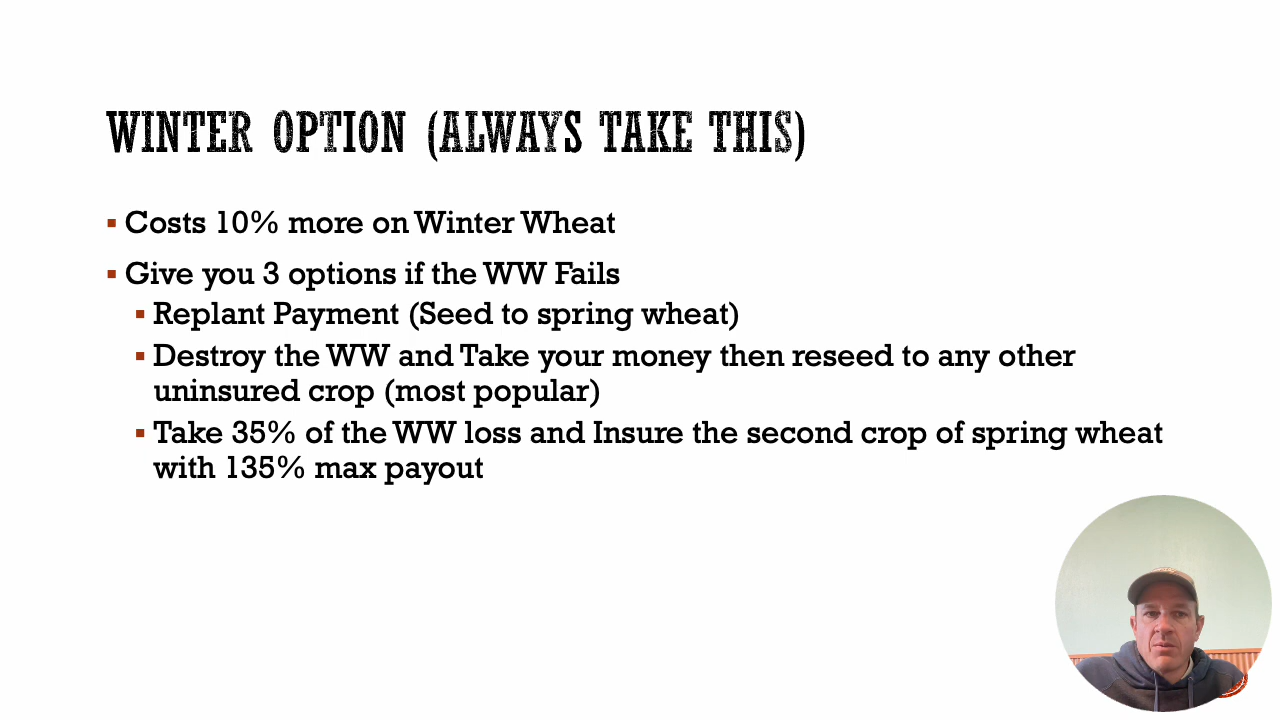 WINTER OPTION (ALWAYS TAKE THIS)
▪ Costs 10% more on Winter Wheat
▪ Give you 3 options if the WW Fails
▪ Replant Payment (Seed to spring wheat)
▪ Destroy the WW and Take your money then reseed to any other
uninsured crop (most popular)
▪ Take 35% of the WW loss and Insure the second crop of spring wheat
with 135% max payout